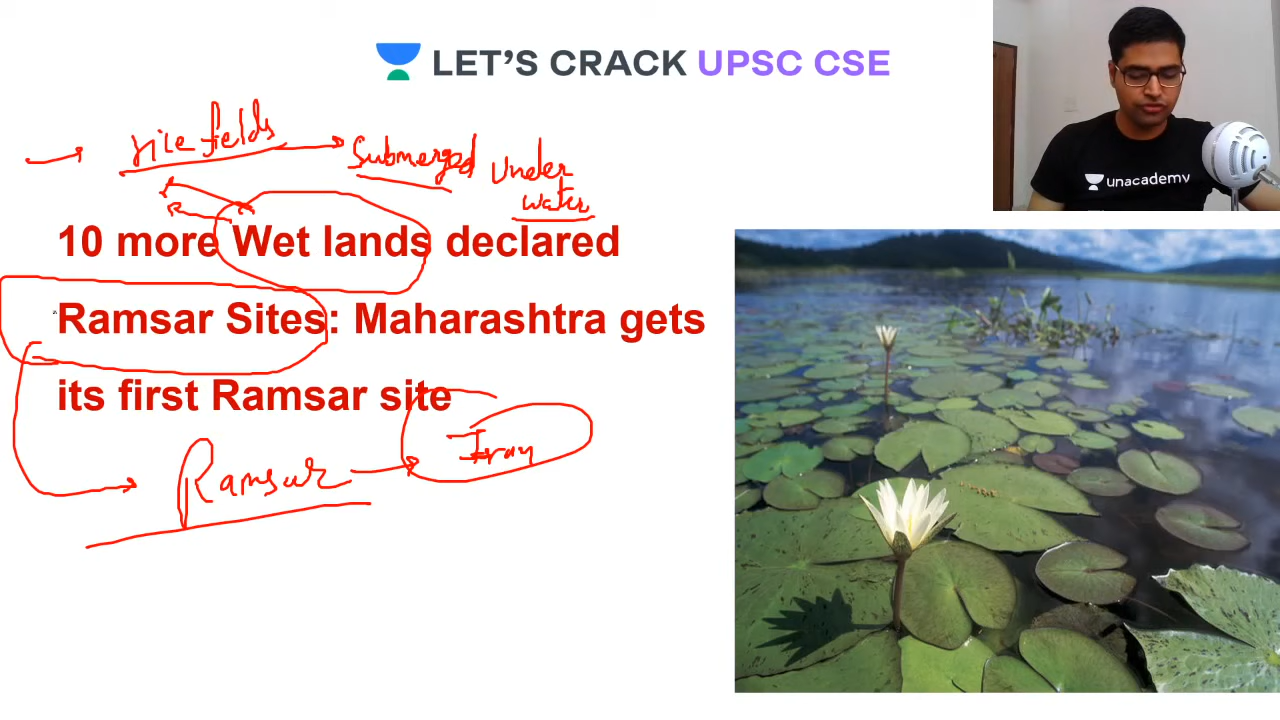 LET'S CRACK UPSC CSE
unacademy
rice fields → Submerged Under
water
10 more Wet lands declared
Ramsar Sites: Maharashtra gets
its first Ramsar site
Ramsar → Iran